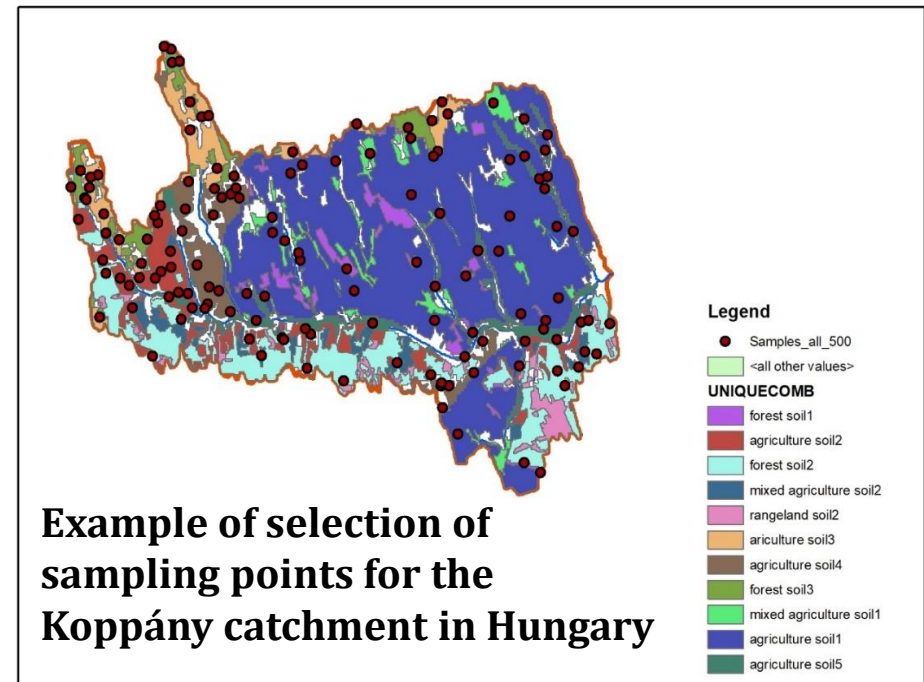 Legend
Samples_all_500
<all other values>
UNIQUECOMB
forest soil1
agriculture soil2
forest soil2
mixed agriculture soil2
rangeland soil2
ariculture soil3
agriculture soil4
forest soil3
mixed agriculture soil1
agriculture soil1
agriculture soil5
Example of selection of
sampling points for the
Koppány catchment in Hungary